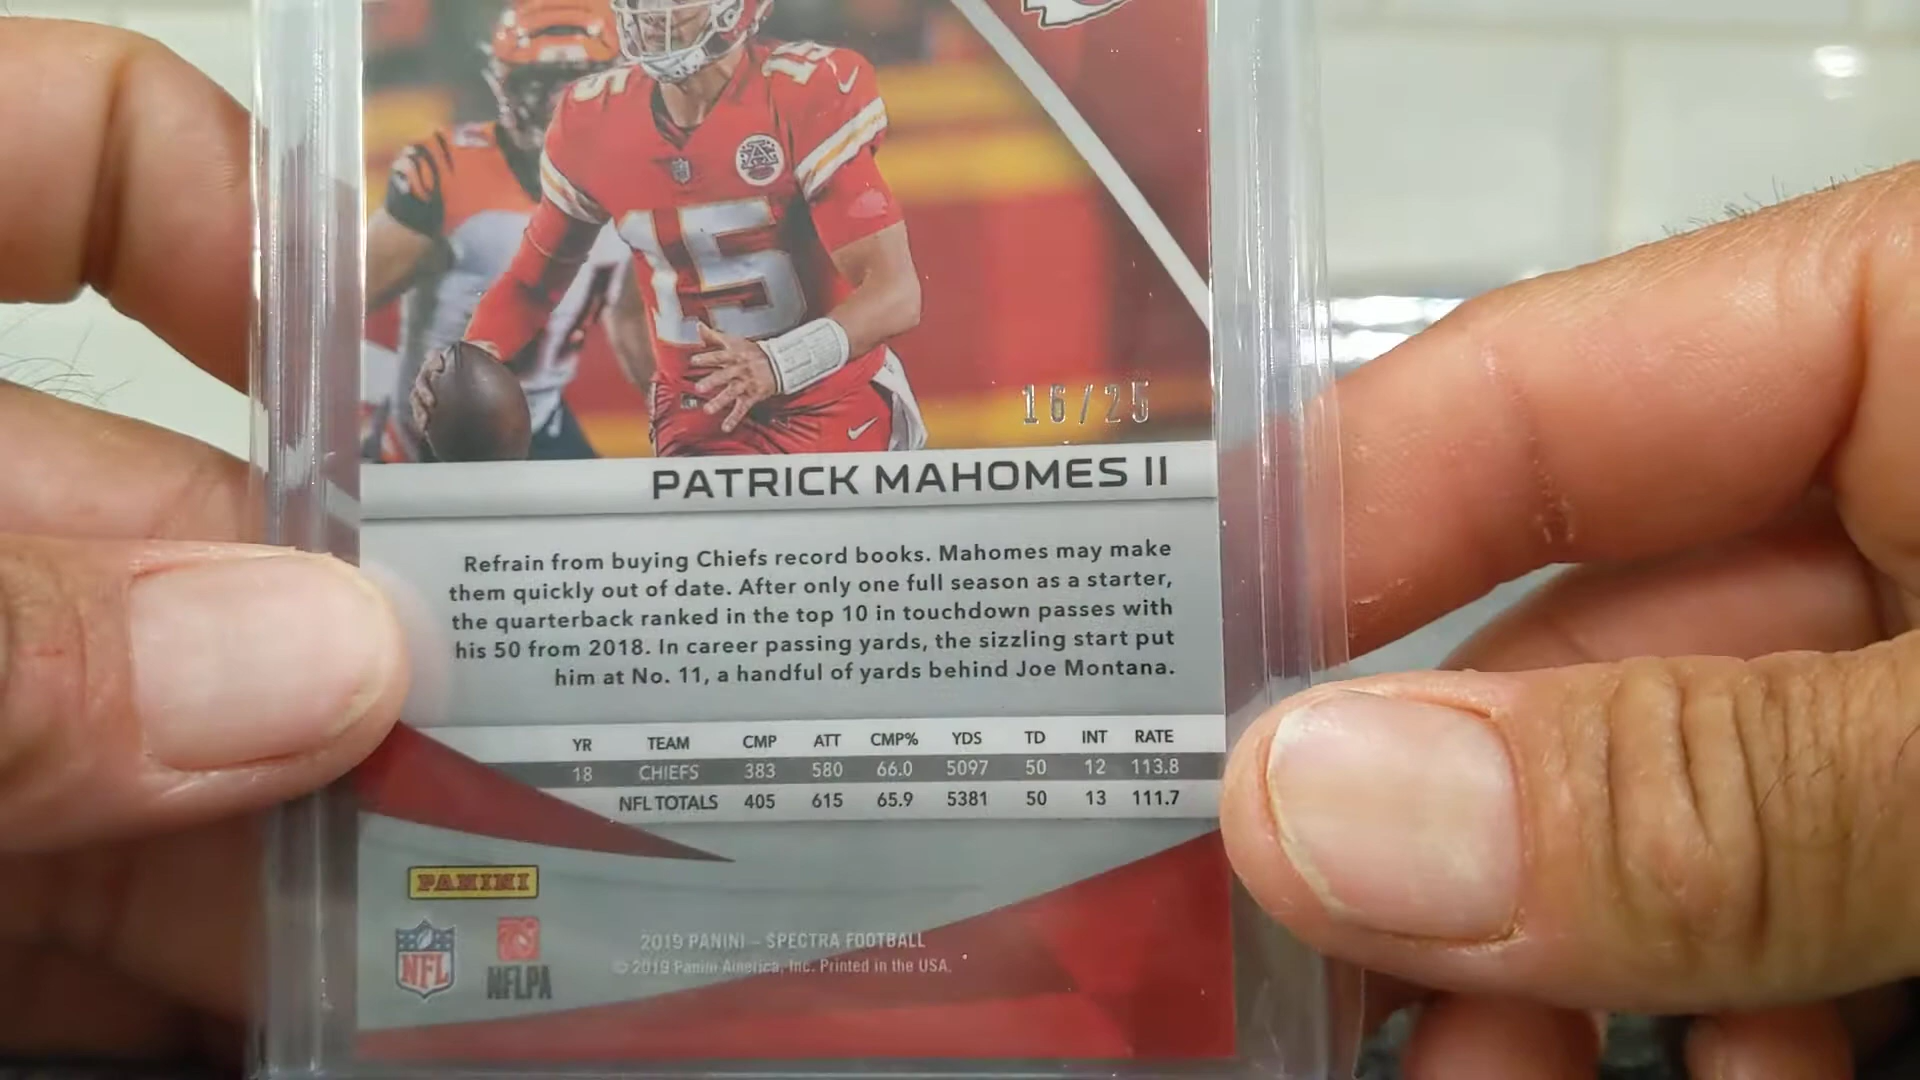 15
15
15
16/25
PATRICK MAHOMES II
Refrain from buying Chiefs record books. Mahomes may make
them quickly out of date. After only one full season as a starter,
the quarterback ranked in the top 10 in touchdown passes with
his 50 from 2018. In career passing yards, the sizzling start put
him at No. 11, a handful of yards behind Joe Montana.
YR TEAM CMP ATT CMP% YDS TD INT RATE
18 CHIEFS 383 580 66.0 5097 50 12 113.8
NFL TOTALS 405 615 65.9 5381 50 13 111.7
PANINI
NFL
NFLPA
2019 PANINI – SPECTRA FOOTBALL
© 2019 Panini America, Inc. Printed in the USA.